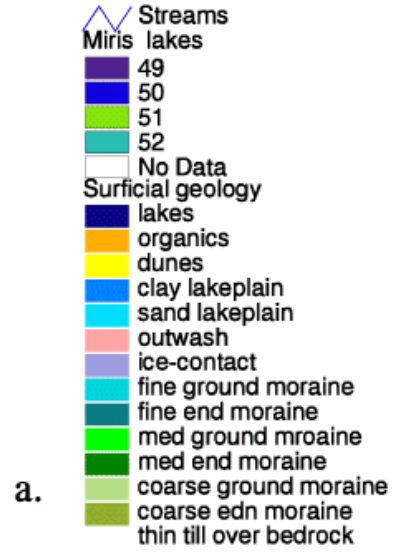 Streams
Miris lakes
49
50
51
52
No Data
Surficial geology
lakes
organics
dunes
clay lakeplain
sand lakeplain
outwash
ice-contact
fine ground moraine
fine end moraine
med ground mroaine
med end moraine
coarse ground moraine
a.
coarse edn moraine
thin till over bedrock